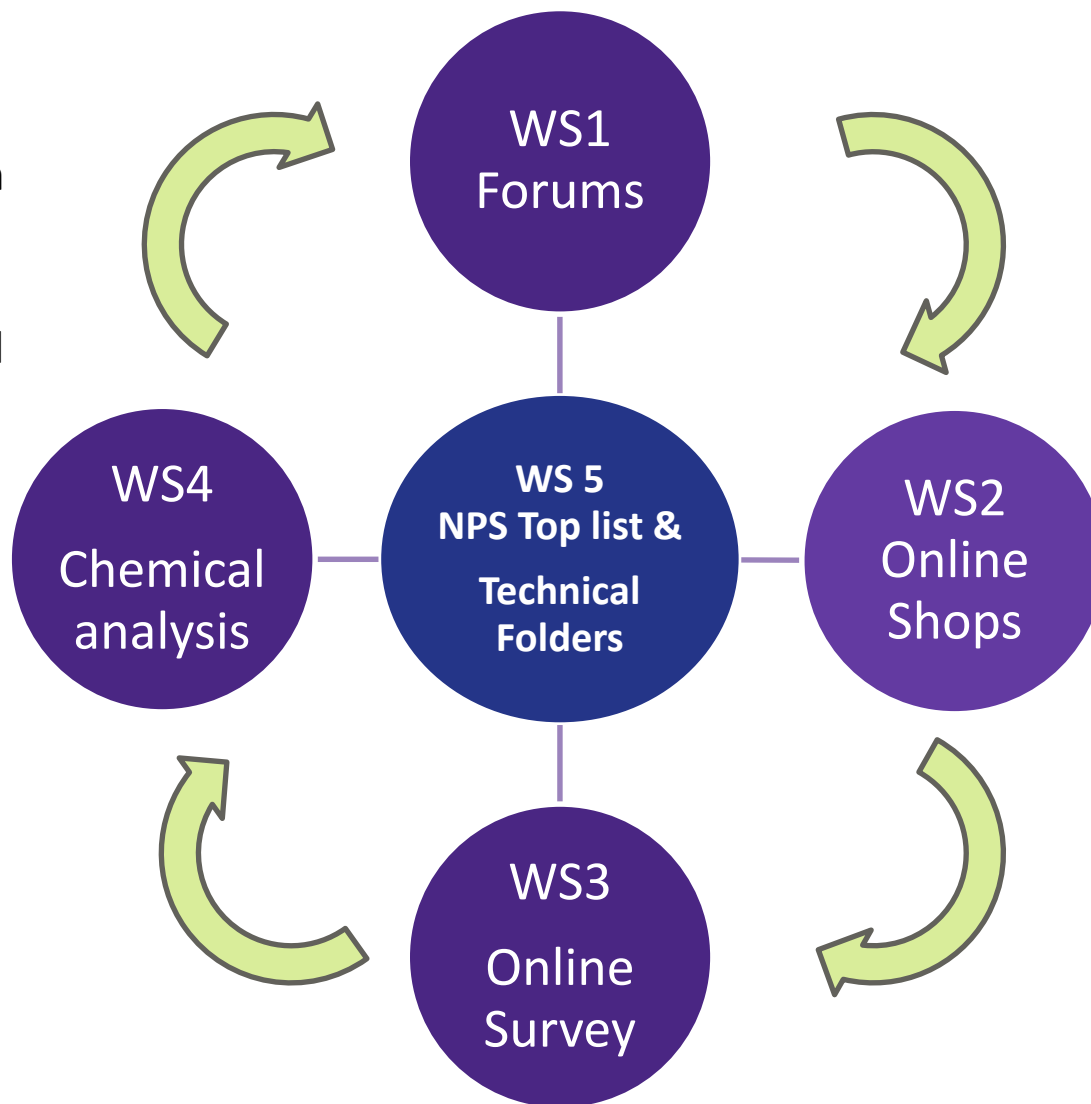 WS1
Forums
WS4
Chemical
analysis
WS 5
NPS Top list &
Technical
Folders
WS2
Online
Shops
WS3
Online
Survey